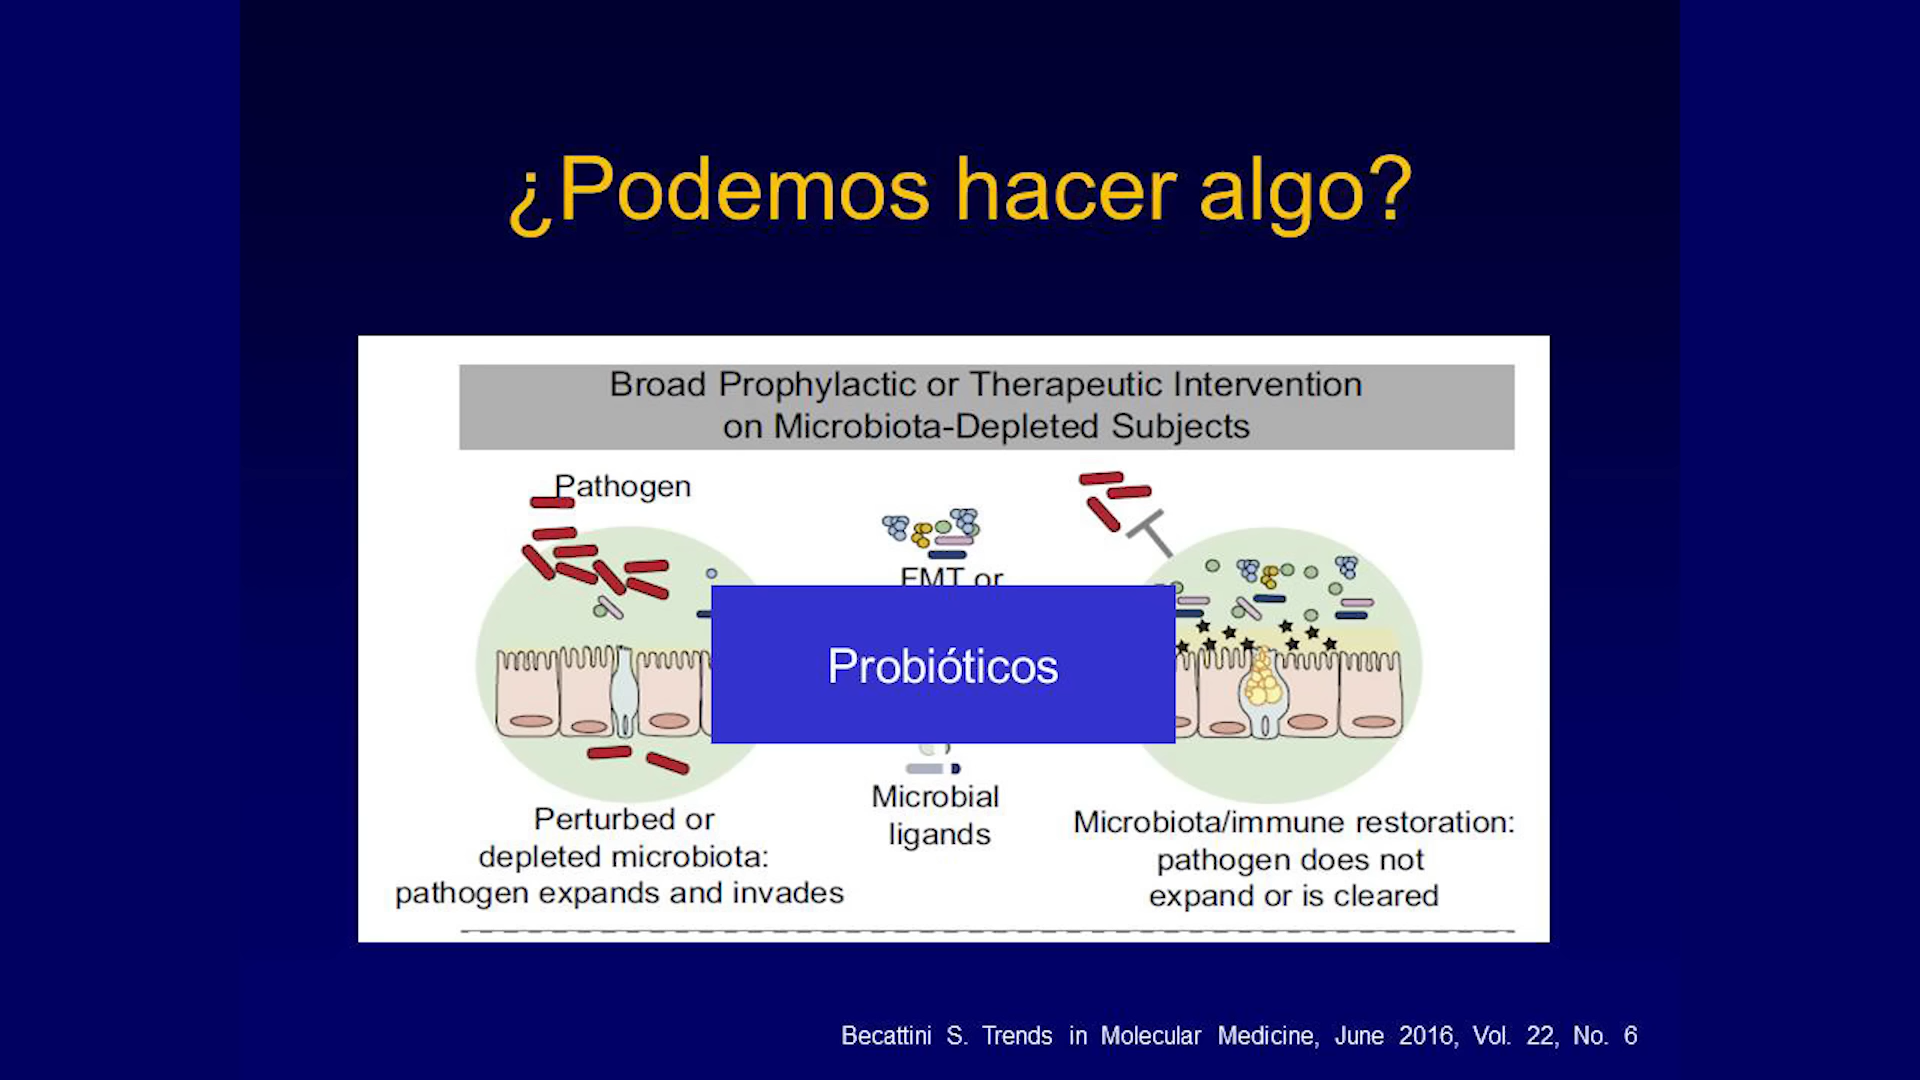 ¿Podemos hacer algo?
Broad Prophylactic or Therapeutic Intervention
on Microbiota-Depleted Subjects
Pathogen
FMT or
Probióticos
Microbial
ligands
Perturbed or
depleted microbiota:
pathogen expands and invades
Microbiota/immune restoration:
pathogen does not
expand or is cleared
Becattini S. Trends in Molecular Medicine, June 2016, Vol. 22, No. 6